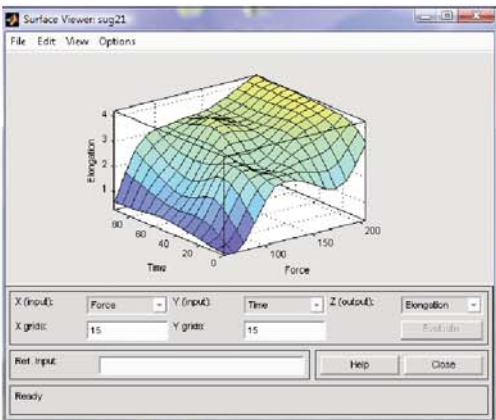 Surface Viewer: sug21
File Edit View Options
4
3
2
1
Elongation
80
60
40
20
0
Time
100
150
200
Force
X (input): Force Y (input): Time Z (output): Elongation
X grids: 15 Y grids: 15 Evaluate
Ref. Input: Help Close
Ready